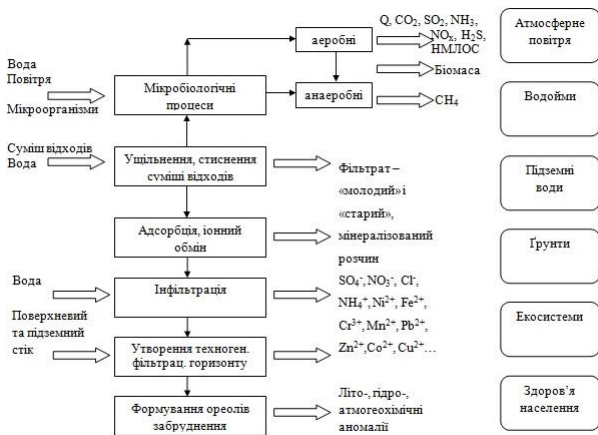 Q, CO2, SO2, NH3,
NOx, H2S,
НМЛОС
Атмосферне
повітря
аеробні
Вода
Повітря
Мікроорганізми
Мікробіологічні
процеси
Біомаса
анаеробні
CH4
Водойми
Суміш відходів
Вода
Ущільнення, стиснення
суміші відходів
Фільтрат –
«молодий» і
«старий»,
мінералізований
розчин
Підземні
води
Адсорбція, іонний
обмін
Ґрунти
Вода
Інфільтрація
SO4-, NO3-, Cl-,
NH4+, Ni2+, Fe2+,
Cr3+, Mn2+, Pb2+,
Zn2+, Co2+, Cu2+…
Поверхневий
та підземний
стік
Утворення техноген.
фільтрац. горизонту
Екосистеми
Формування ореолів
забруднення
Літо-, гідро-,
атмогеохімічні
аномалії
Здоров’я
населення